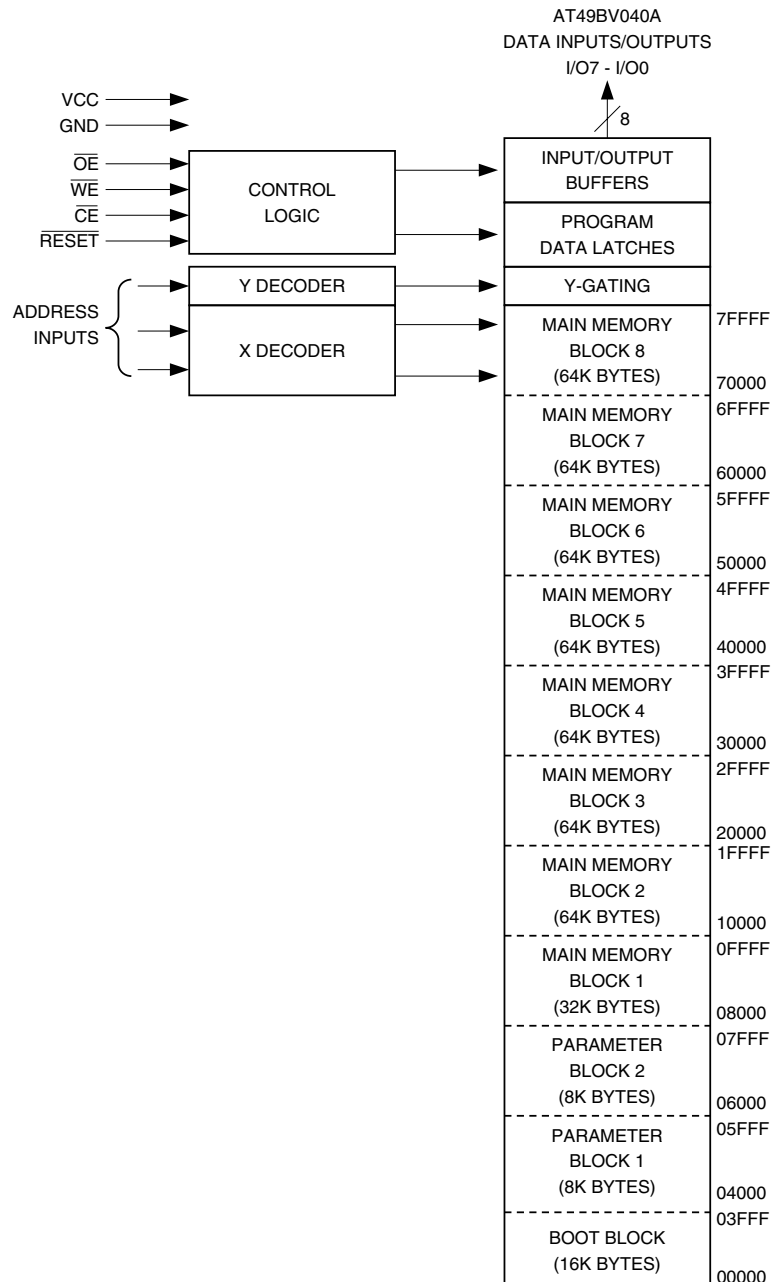 AT49BV040A
DATA INPUTS/OUTPUTS
I/O7 - I/O0
8
VCC
GND
OE
WE
CE
RESET
CONTROL
LOGIC
INPUT/OUTPUT
BUFFERS
PROGRAM
DATA LATCHES
ADDRESS
INPUTS
Y DECODER
Y-GATING
X DECODER
MAIN MEMORY
BLOCK 8
(64K BYTES)
7FFFF
70000
MAIN MEMORY
BLOCK 7
(64K BYTES)
6FFFF
60000
MAIN MEMORY
BLOCK 6
(64K BYTES)
5FFFF
50000
MAIN MEMORY
BLOCK 5
(64K BYTES)
4FFFF
40000
MAIN MEMORY
BLOCK 4
(64K BYTES)
3FFFF
30000
MAIN MEMORY
BLOCK 3
(64K BYTES)
2FFFF
20000
MAIN MEMORY
BLOCK 2
(64K BYTES)
1FFFF
10000
MAIN MEMORY
BLOCK 1
(32K BYTES)
0FFFF
08000
PARAMETER
BLOCK 2
(8K BYTES)
07FFF
06000
PARAMETER
BLOCK 1
(8K BYTES)
05FFF
04000
BOOT BLOCK
(16K BYTES)
03FFF
00000